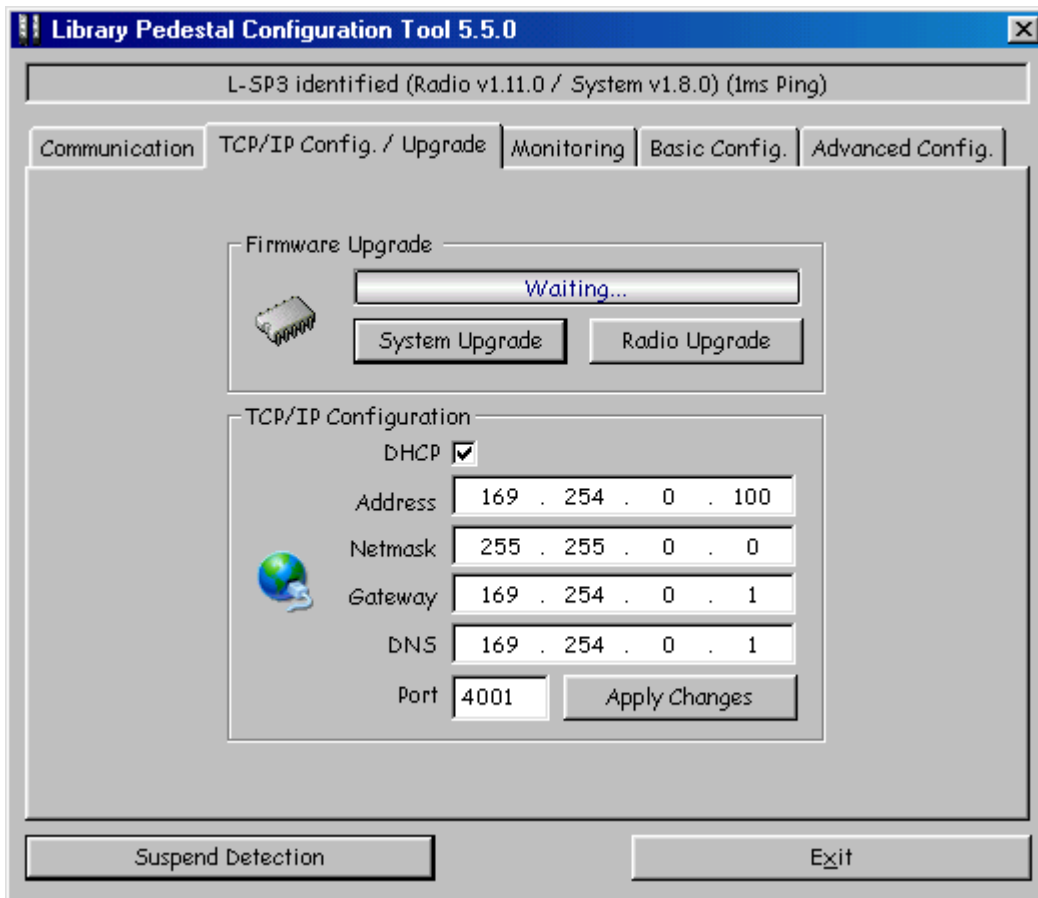 Library Pedestal Configuration Tool 5.5.0
L-SP3 identified (Radio v1.11.0 / System v1.8.0) (1ms Ping)
Communication TCP/IP Config. / Upgrade Monitoring Basic Config. Advanced Config.
Firmware Upgrade
Waiting...
System Upgrade Radio Upgrade
TCP/IP Configuration
DHCP
Address 169 . 254 . 0 . 100
Netmask 255 . 255 . 0 . 0
Gateway 169 . 254 . 0 . 1
DNS 169 . 254 . 0 . 1
Port 4001 Apply Changes
Suspend Detection Exit